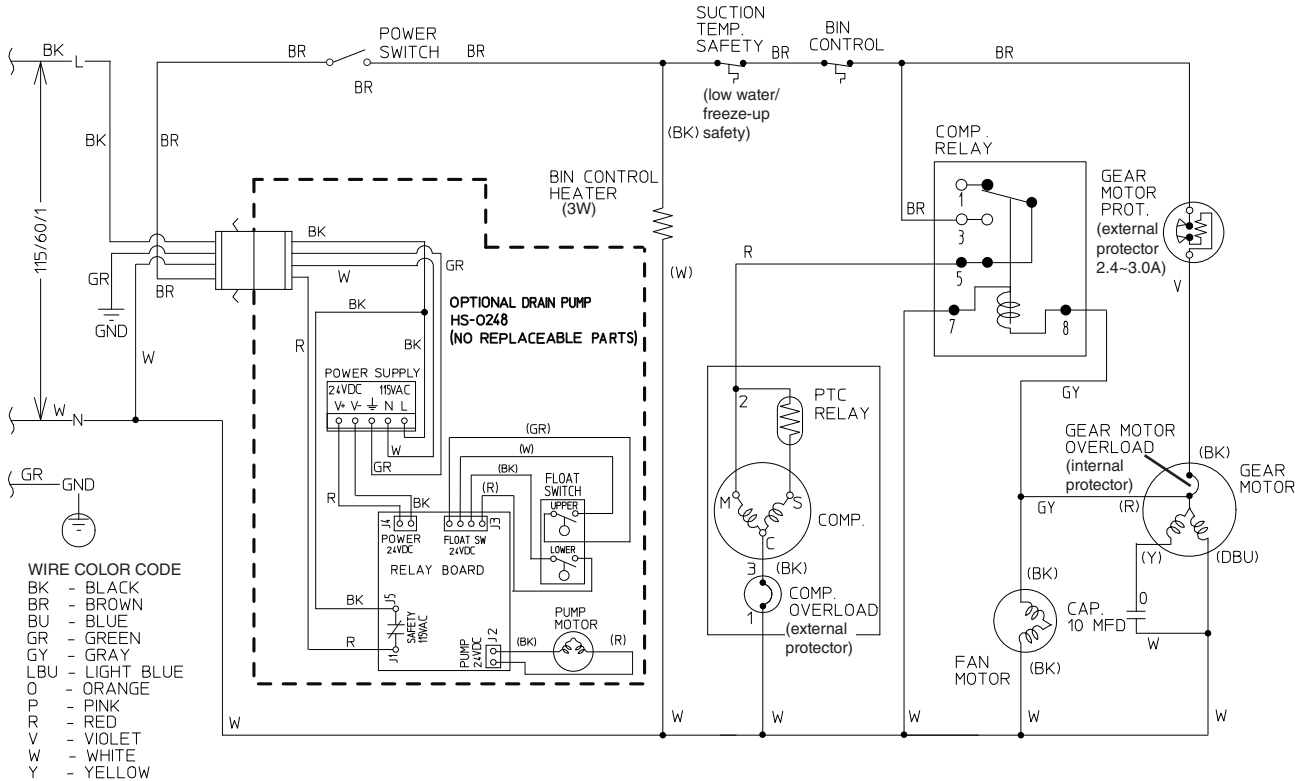 SUCTION
TEMP.
SAFETY
(low water/
freeze-up
safety)
BIN
CONTROL
POWER
SWITCH
BK
L
BR
BR
BR
BR
BR
BK
BR
(BK)
115/60/1
BIN CONTROL
HEATER
(3W)
(W)
COMP.
RELAY
1
3
5
7
8
BR
R
GEAR
MOTOR
PROT.
(external
protector
2.4~3.0A)
V
GR
GND
BR
W
BK
GR
W
BK
BK
R
OPTIONAL DRAIN PUMP
HS-0248
(NO REPLACEABLE PARTS)
POWER SUPPLY
24VDC 115VAC
V+ V- N L
W
GR
R
BK
(GR)
(W)
(BK)
(R)
FLOAT
SWITCH
UPPER
LOWER
J4
POWER
24VDC
FLOAT SW
24VDC
J3
RELAY BOARD
BK
J5
SAFETY
115VAC
J1
R
PUMP
24VDC
J2
(BK)
PUMP
MOTOR
(R)
2
PTC
RELAY
M
S
C
COMP.
3
(BK)
1
COMP.
OVERLOAD
(external
protector)
GY
GEAR MOTOR
OVERLOAD
(internal
protector)
(BK)
GEAR
MOTOR
GY
(R)
(Y)
(DBU)
O
CAP.
10 MFD
W
(BK)
FAN
MOTOR
(BK)
W
N
GR
GND
W
W
W
W
W
W
WIRE COLOR CODE
BK - BLACK
BR - BROWN
BU - BLUE
GR - GREEN
GY - GRAY
LBU - LIGHT BLUE
O - ORANGE
P - PINK
R - RED
V - VIOLET
W - WHITE
Y - YELLOW